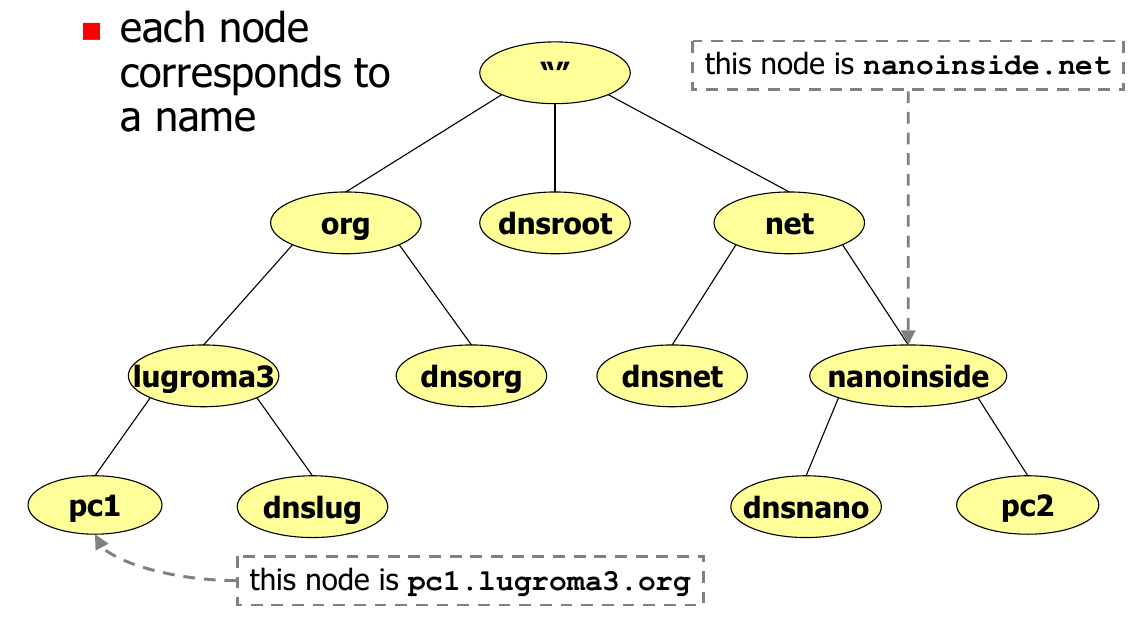 each node
corresponds to
a name
this node is nanoinside.net
“”
org
dnsroot
net
lugroma3
dnsorg
dnsnet
nanoinside
pc1
dnslug
dnsnano
pc2
this node is pc1.lugroma3.org